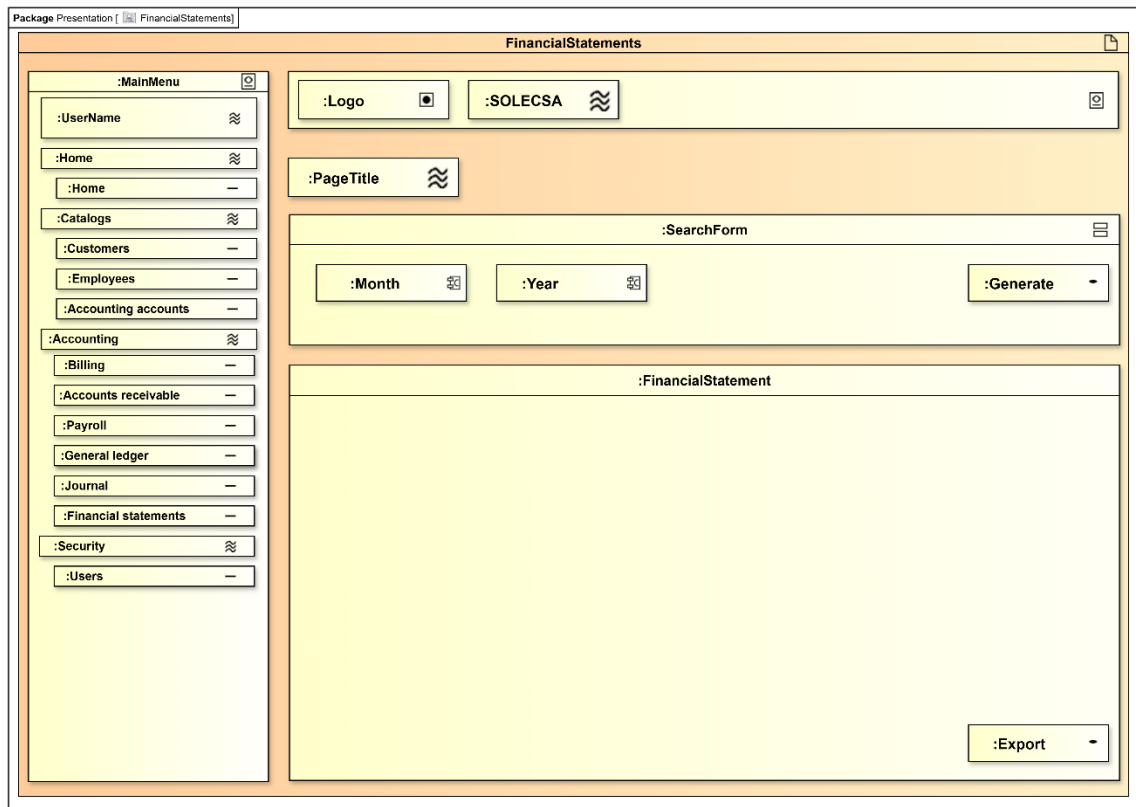 Package Presentation [ FinancialStatements]
FinancialStatements
:MainMenu
:UserName
:Home
:Home
:Catalogs
:Customers
:Employees
:Accounting accounts
:Accounting
:Billing
:Accounts receivable
:Payroll
:General ledger
:Journal
:Financial statements
:Security
:Users
:Logo
:SOLECSA
:PageTitle
:SearchForm
:Month
:Year
:Generate
:FinancialStatement
:Export